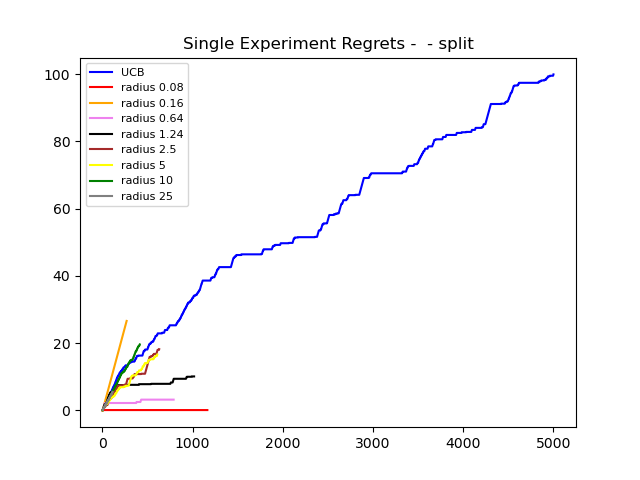 Single Experiment Regrets -  - split
UCB
radius 0.08
radius 0.16
radius 0.64
radius 1.24
radius 2.5
radius 5
radius 10
radius 25
100
80
60
40
20
0
0 1000 2000 3000 4000 5000